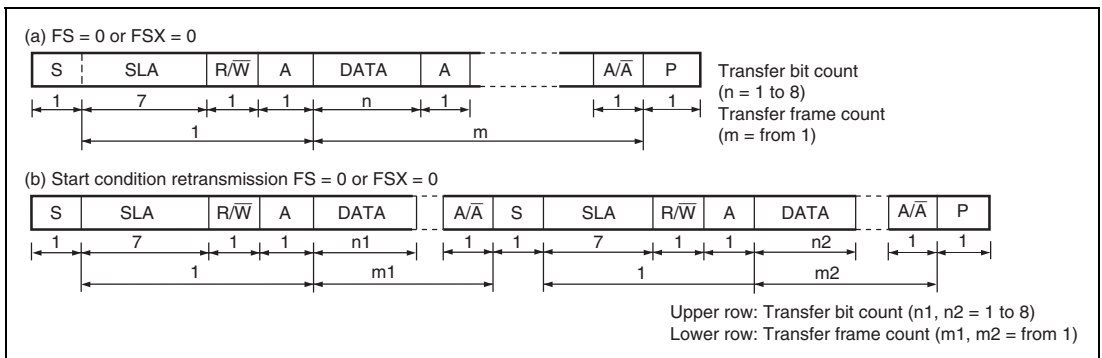 (a) FS = 0 or FSX = 0
S SLA R/W̅ A DATA A A/A̅ P
1 7 1 1 n 1 1 1
1 m
Transfer bit count
(n = 1 to 8)
Transfer frame count
(m = from 1)
(b) Start condition retransmission FS = 0 or FSX = 0
S SLA R/W̅ A DATA A/A̅ S SLA R/W̅ A DATA A/A̅ P
1 7 1 1 n1 1 1 7 1 1 n2 1 1
1 m1 1 m2
Upper row: Transfer bit count (n1, n2 = 1 to 8)
Lower row: Transfer frame count (m1, m2 = from 1)